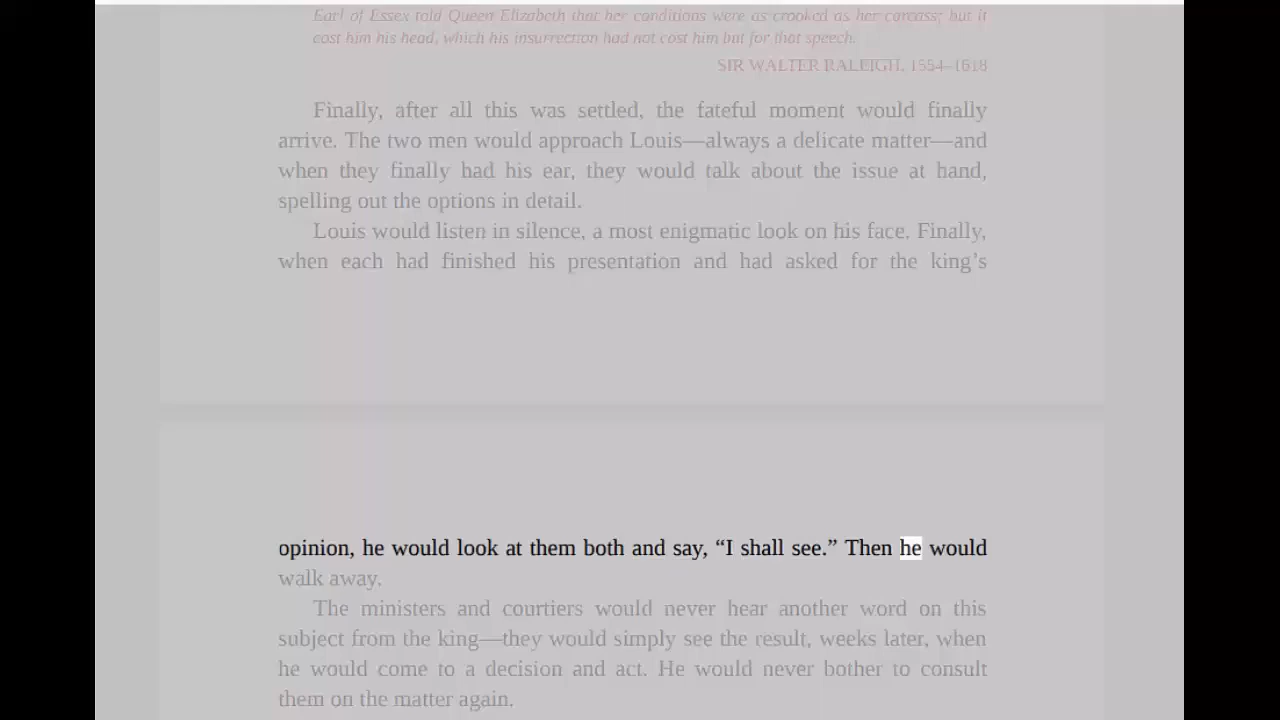 Earl of Essex told Queen Elizabeth that her conditions were as crooked as her carcass; but it
cost him his head, which his insurrection had not cost him but for that speech.
SIR WALTER RALEIGH, 1554–1618
Finally, after all this was settled, the fateful moment would finally
arrive. The two men would approach Louis—always a delicate matter—and
when they finally had his ear, they would talk about the issue at hand,
spelling out the options in detail.
Louis would listen in silence, a most enigmatic look on his face. Finally,
when each had finished his presentation and had asked for the king’s
opinion, he would look at them both and say, “I shall see.” Then he would
walk away.
The ministers and courtiers would never hear another word on this
subject from the king—they would simply see the result, weeks later, when
he would come to a decision and act. He would never bother to consult
them on the matter again.